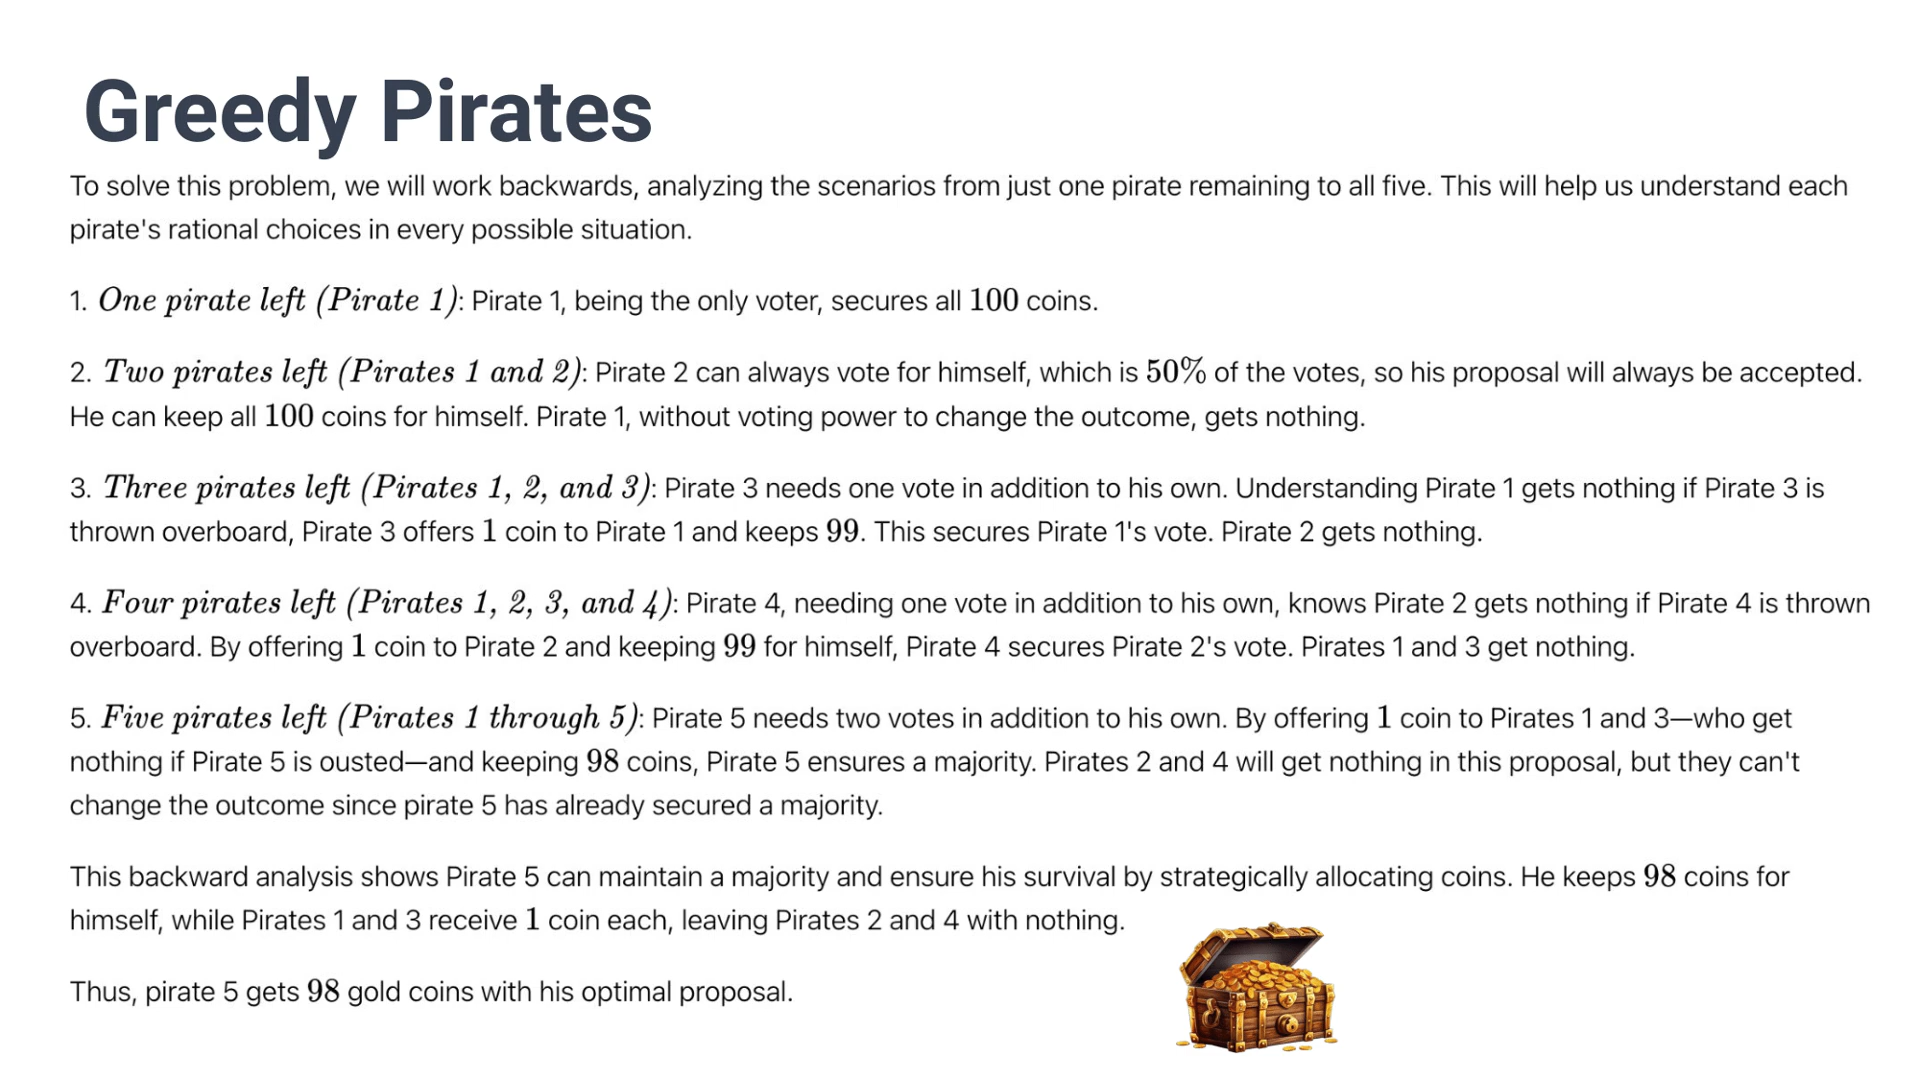 Greedy Pirates
To solve this problem, we will work backwards, analyzing the scenarios from just one pirate remaining to all five. This will help us understand each
pirate's rational choices in every possible situation.
1. One pirate left (Pirate 1): Pirate 1, being the only voter, secures all 100 coins.
2. Two pirates left (Pirates 1 and 2): Pirate 2 can always vote for himself, which is 50% of the votes, so his proposal will always be accepted.
He can keep all 100 coins for himself. Pirate 1, without voting power to change the outcome, gets nothing.
3. Three pirates left (Pirates 1, 2, and 3): Pirate 3 needs one vote in addition to his own. Understanding Pirate 1 gets nothing if Pirate 3 is
thrown overboard, Pirate 3 offers 1 coin to Pirate 1 and keeps 99. This secures Pirate 1's vote. Pirate 2 gets nothing.
4. Four pirates left (Pirates 1, 2, 3, and 4): Pirate 4, needing one vote in addition to his own, knows Pirate 2 gets nothing if Pirate 4 is thrown
overboard. By offering 1 coin to Pirate 2 and keeping 99 for himself, Pirate 4 secures Pirate 2's vote. Pirates 1 and 3 get nothing.
5. Five pirates left (Pirates 1 through 5): Pirate 5 needs two votes in addition to his own. By offering 1 coin to Pirates 1 and 3—who get
nothing if Pirate 5 is ousted—and keeping 98 coins, Pirate 5 ensures a majority. Pirates 2 and 4 will get nothing in this proposal, but they can't
change the outcome since pirate 5 has already secured a majority.
This backward analysis shows Pirate 5 can maintain a majority and ensure his survival by strategically allocating coins. He keeps 98 coins for
himself, while Pirates 1 and 3 receive 1 coin each, leaving Pirates 2 and 4 with nothing.
Thus, pirate 5 gets 98 gold coins with his optimal proposal.